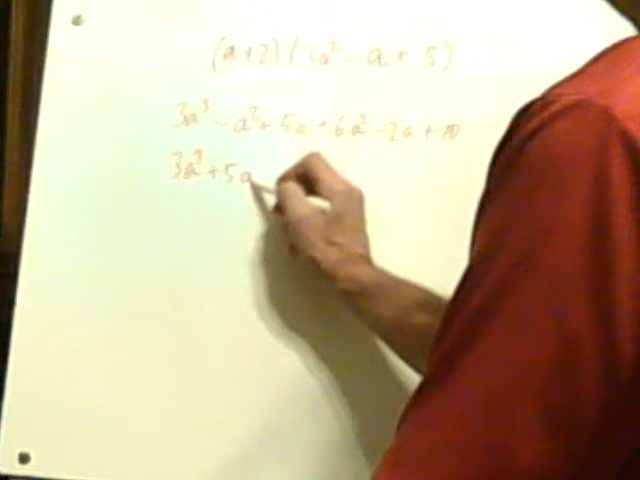 (a+2)(3a² - a + 5)
3a³ - a² + 5a + 6a² - 2a + 10
3a³ + 5a